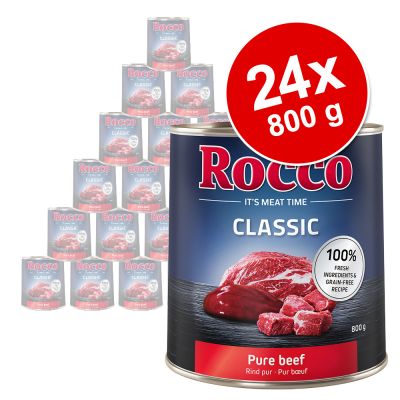 24x
800 g
Rocco
IT'S MEAT TIME
CLASSIC
100%
FRESH
INGREDIENTS &
GRAIN-FREE
RECIPE
800 g
Pure beef
Rind pur · Pur bœuf